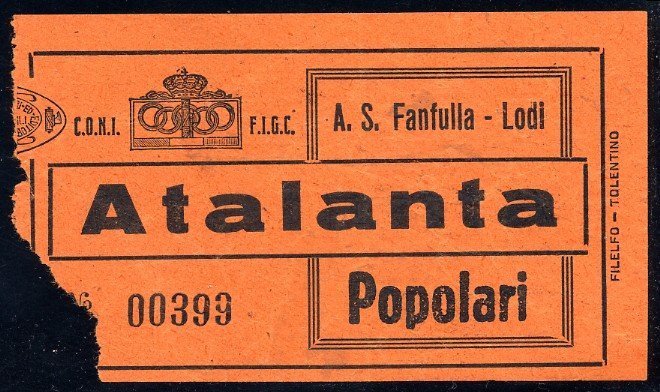 C.O.N.I.
F.I.G.C.
A. S. Fanfulla - Lodi
Atalanta
00399
Popolari
FILELFO - TOLENTINO